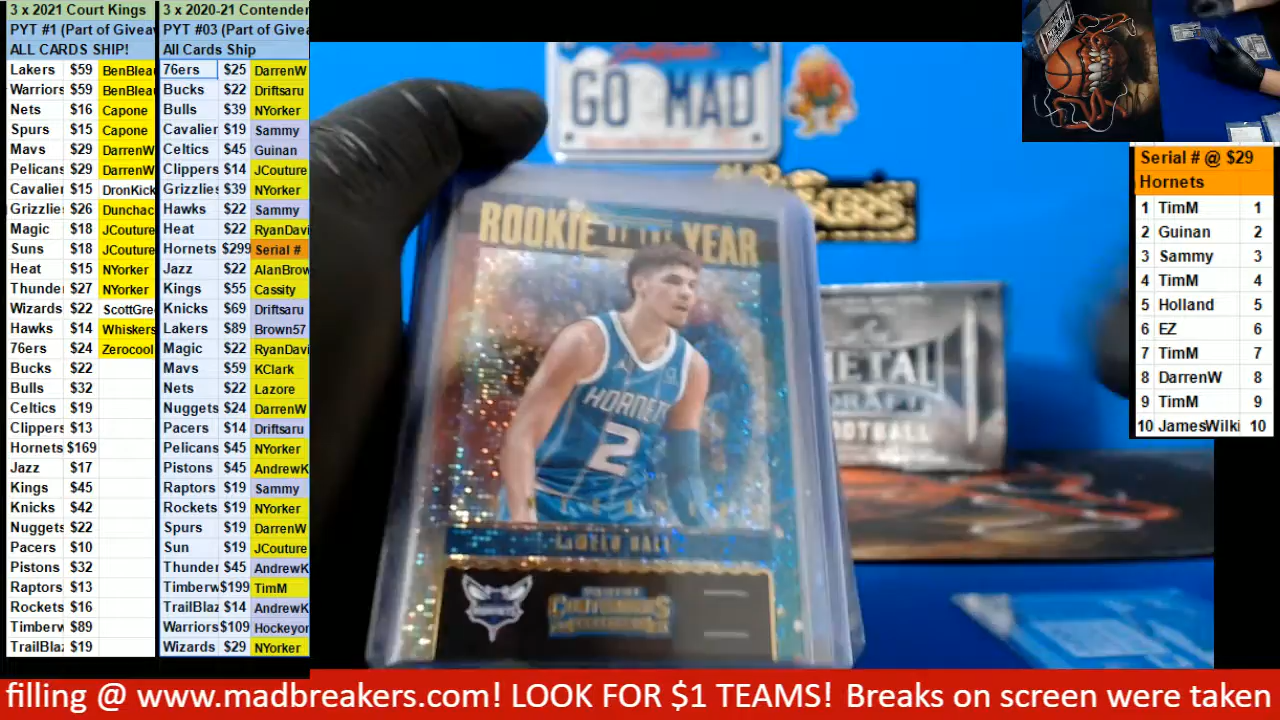 3 x 2021 Court Kings
PYT #1 (Part of Giveav
ALL CARDS SHIP!
Lakers $59 BenBlea
Warriors $59 BenBlea
Nets $16 Capone
Spurs $15 Capone
Mavs $29 DarrenW
Pelicans $29 DarrenW
Cavalier $15 DronKick
Grizzlie $26 Dunchac
Magic $18 JCouture
Suns $18 JCouture
Heat $15 NYorker
Thunde $27 NYorker
Wizards $22 ScottGre
Hawks $14 Whiskers
76ers $24 Zerocool
Bucks $22
Bulls $32
Celtics $19
Clippers $13
Hornets $169
Jazz $17
Kings $45
Knicks $42
Nuggets $22
Pacers $10
Pistons $32
Raptors $13
Rockets $16
Timberw $89
TrailBla $19
3 x 2020-21 Contender
PYT #03 (Part of Givea
All Cards Ship
76ers $25 DarrenW
Bucks $22 Driftsaru
Bulls $39 NYorker
Cavalier $19 Sammy
Celtics $45 Guinan
Clippers $14 JCouture
Grizzlies $39 NYorker
Hawks $22 Sammy
Heat $22 RyanDavi
Hornets $299 Serial #
Jazz $22 AlanBrow
Kings $55 Cassity
Knicks $69 Driftsaru
Lakers $89 Brown57
Magic $22 RyanDavi
Mavs $59 KClark
Nets $22 Lazore
Nuggets $24 DarrenW
Pacers $14 Driftsaru
Pelicans $45 NYorker
Pistons $45 AndrewK
Raptors $19 Sammy
Rockets $19 NYorker
Spurs $19 DarrenW
Sun $19 JCouture
Thunder $45 AndrewK
Timberw $199 TimM
TrailBlaz $14 AndrewK
Warriors $109 Hockeyor
Wizards $29 NYorker
GO MAD
ROOKIE OF THE YEAR
HORNETS
2
LAMELO BALL
CONTENDERS
METAL
DRAFT
FOOTBALL
Serial # @ $29
Hornets
1 TimM 1
2 Guinan 2
3 Sammy 3
4 TimM 4
5 Holland 5
6 EZ 6
7 TimM 7
8 DarrenW 8
9 TimM 9
10 JamesWilki 10
filling @ www.madbreakers.com! LOOK FOR $1 TEAMS! Breaks on screen were taken